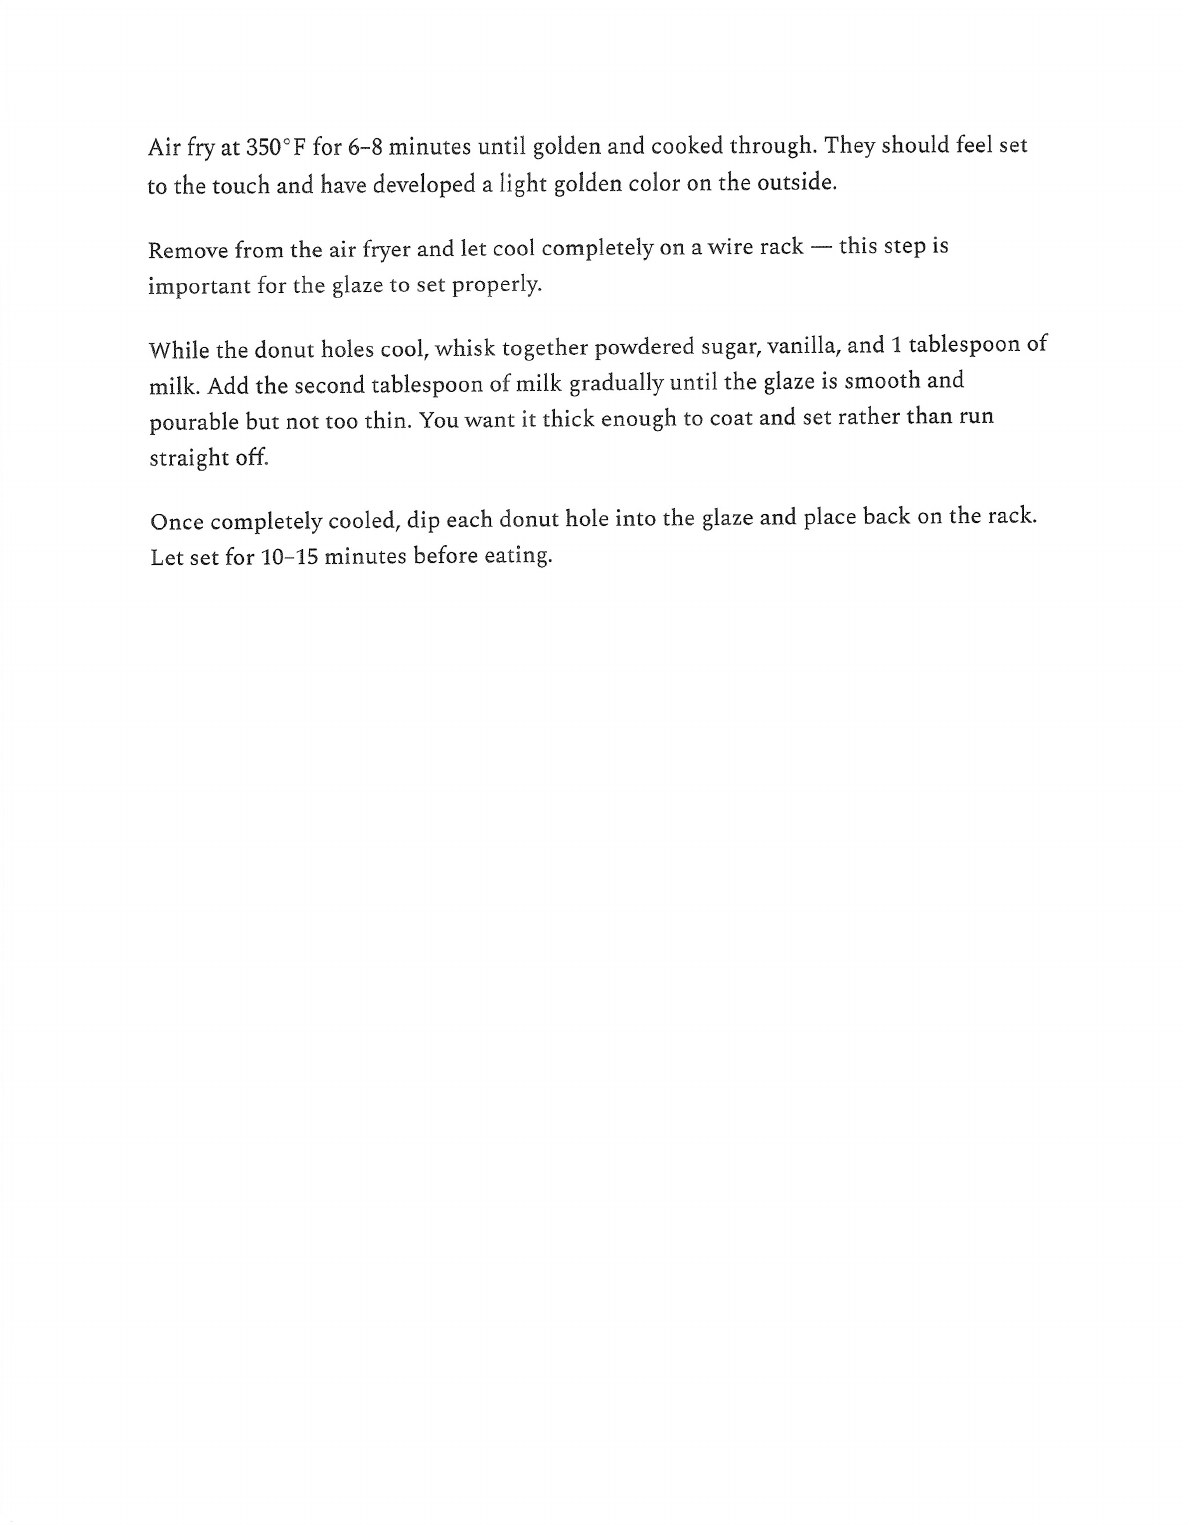 Air fry at 350°F for 6–8 minutes until golden and cooked through. They should feel set
to the touch and have developed a light golden color on the outside.
Remove from the air fryer and let cool completely on a wire rack — this step is
important for the glaze to set properly.
While the donut holes cool, whisk together powdered sugar, vanilla, and 1 tablespoon of
milk. Add the second tablespoon of milk gradually until the glaze is smooth and
pourable but not too thin. You want it thick enough to coat and set rather than run
straight off.
Once completely cooled, dip each donut hole into the glaze and place back on the rack.
Let set for 10–15 minutes before eating.